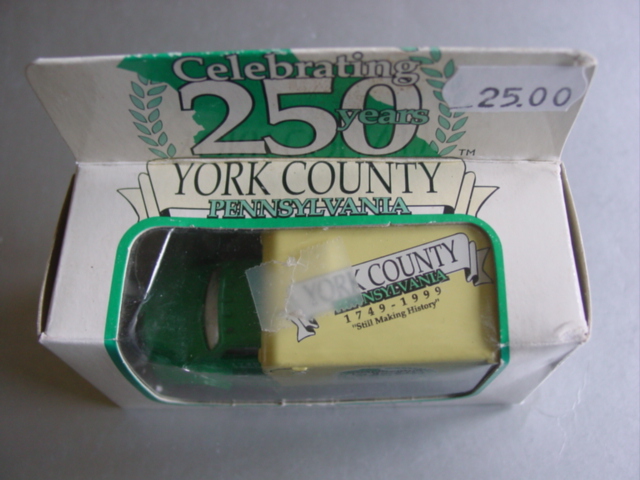 Celebrating
250
years
25.00
TM
YORK COUNTY
PENNSYLVANIA
YORK COUNTY
PENNSYLVANIA
1749-1999
"Still Making History"